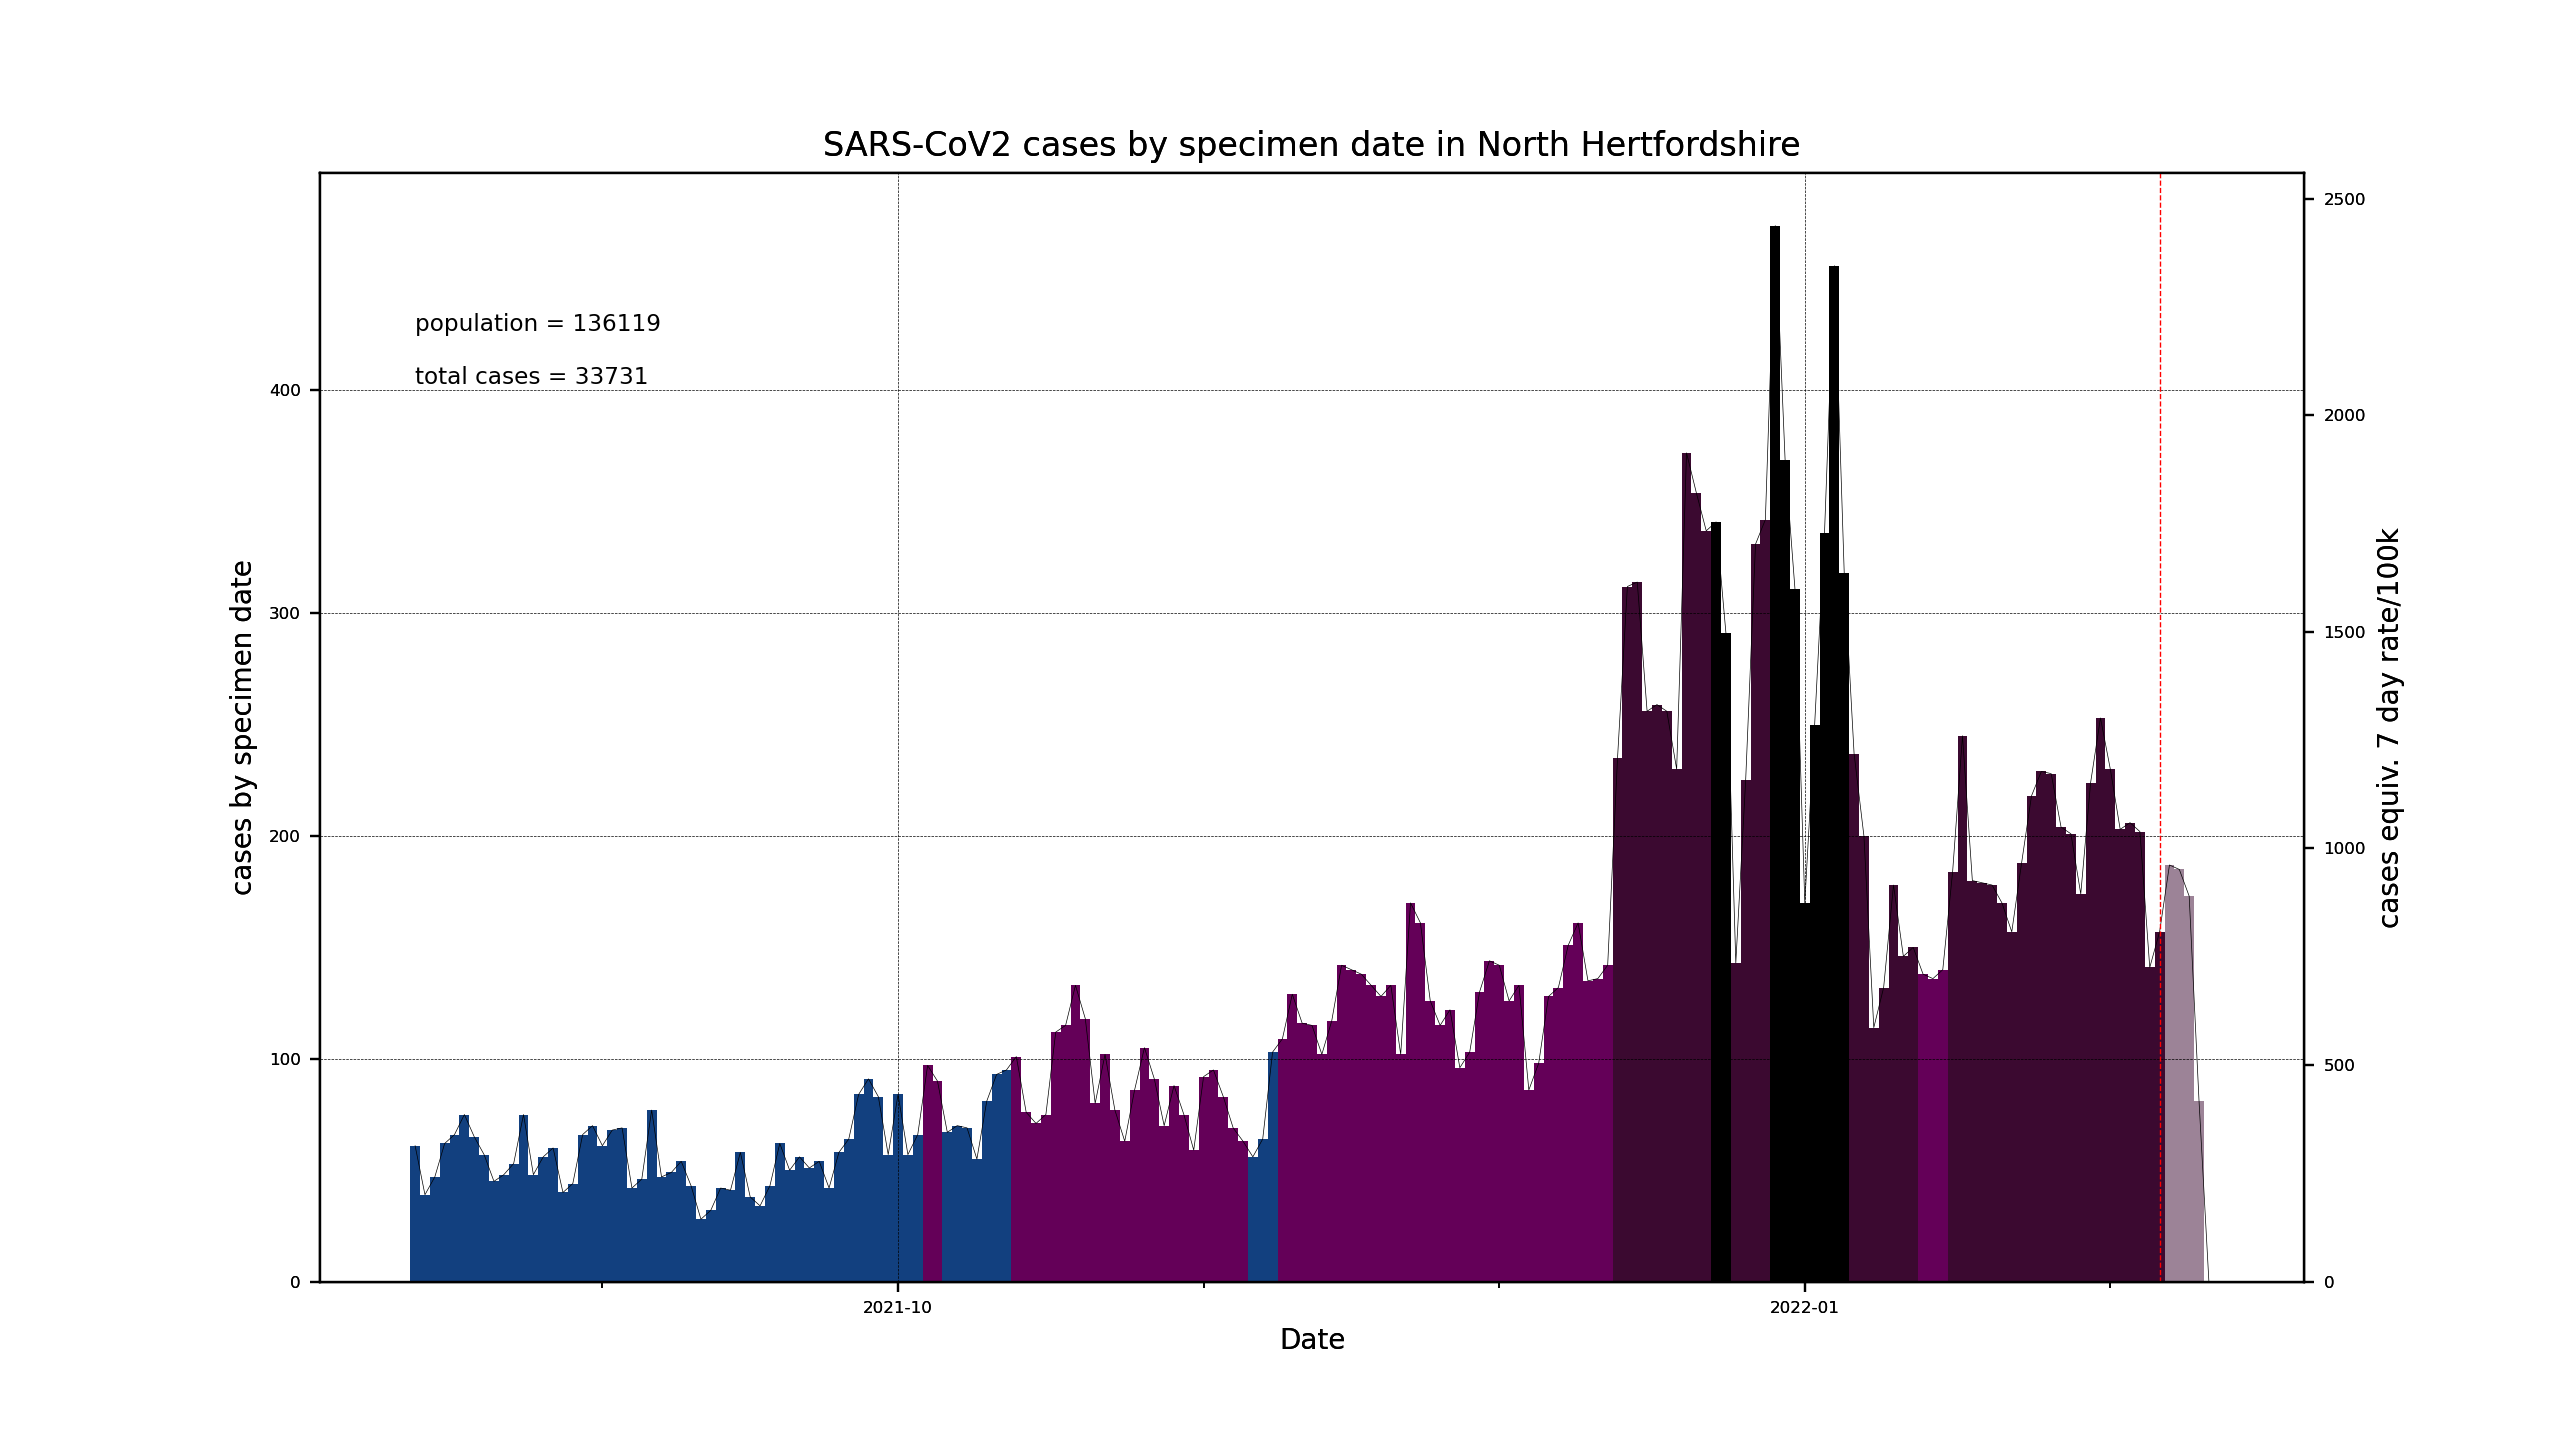 SARS-CoV2 cases by specimen date in North Hertfordshire
population = 136119
total cases = 33731
cases by specimen date
400
300
200
100
0
2500
2000
1500
1000
500
0
cases equiv. 7 day rate/100k
2021-10
2022-01
Date